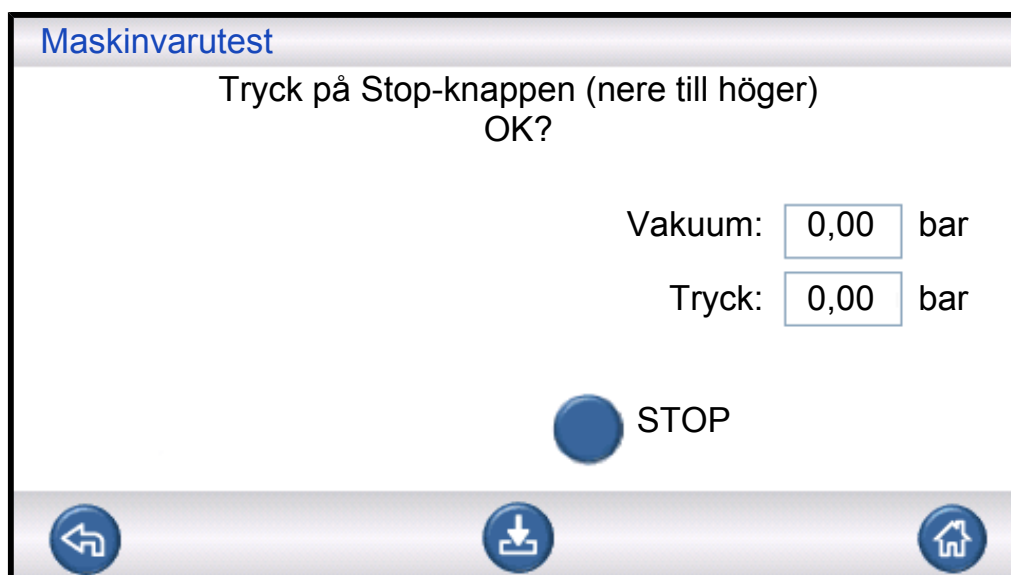 Maskinvarutest
Tryck på Stop-knappen (nere till höger)
OK?
Vakuum: 0,00 bar
Tryck: 0,00 bar
STOP